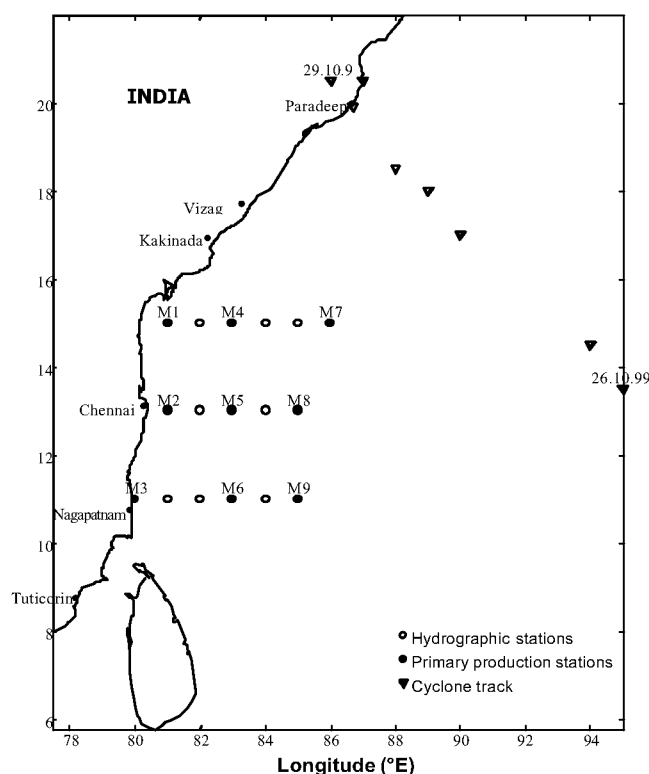 29.10.9
20
INDIA
Paradeep
18
Vizag
Kakinada
16
M1 M4 M7
14
26.10.99
M2 M5 M8
Chennai
12
M3 M6 M9
Nagapatnam
10
Tuticorin
8
Hydrographic stations
Primary production stations
Cyclone track
6
78 80 82 84 86 88 90 92 94
Longitude (°E)